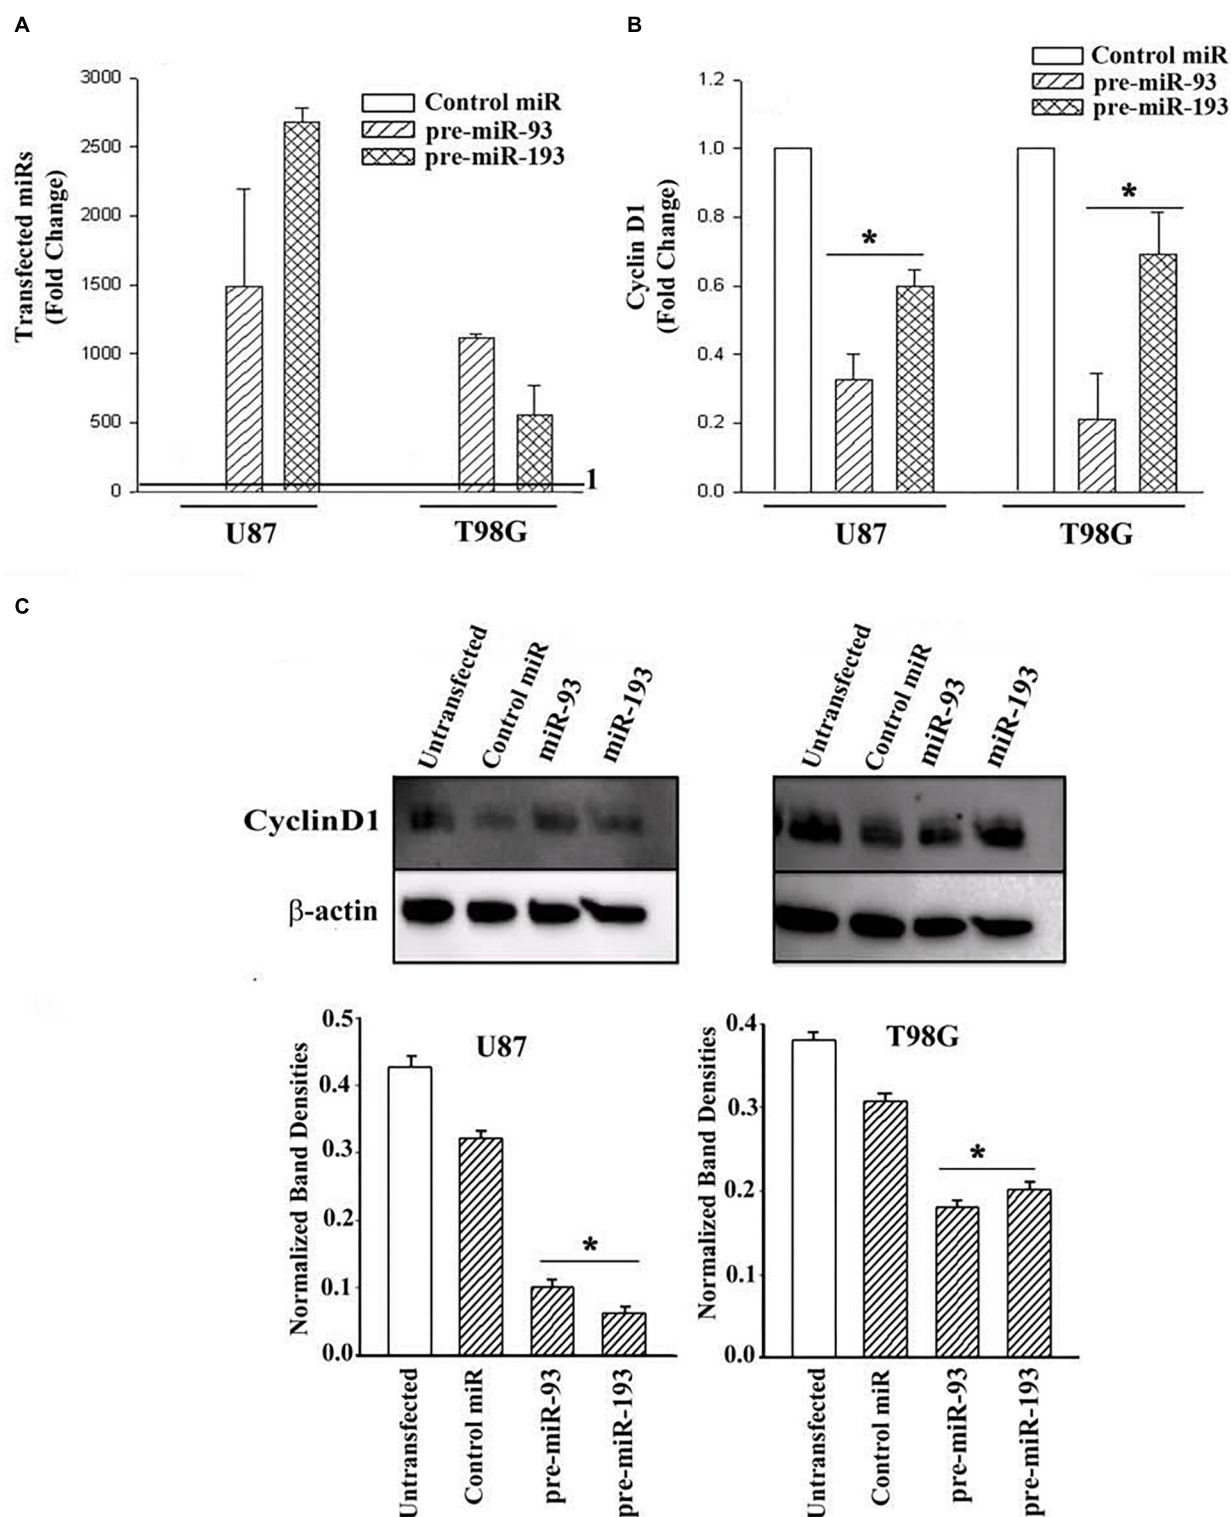 A
3000
2500
2000
1500
1000
500
0
Transfected miRs
(Fold Change)
Control miR
pre-miR-93
pre-miR-193
1
U87
T98G
B
1.2
1.0
0.8
0.6
0.4
0.2
0.0
Cyclin D1
(Fold Change)
Control miR
pre-miR-93
pre-miR-193
*
*
U87
T98G
C
Untransfected
Control miR
miR-93
miR-193
Untransfected
Control miR
miR-93
miR-193
CyclinD1
β-actin
0.5
0.4
0.3
0.2
0.1
0.0
Normalized Band Densities
U87
*
Untransfected
Control miR
pre-miR-93
pre-miR-193
0.4
0.3
0.2
0.1
0.0
Normalized Band Densities
T98G
*
Untransfected
Control miR
pre-miR-93
pre-miR-193